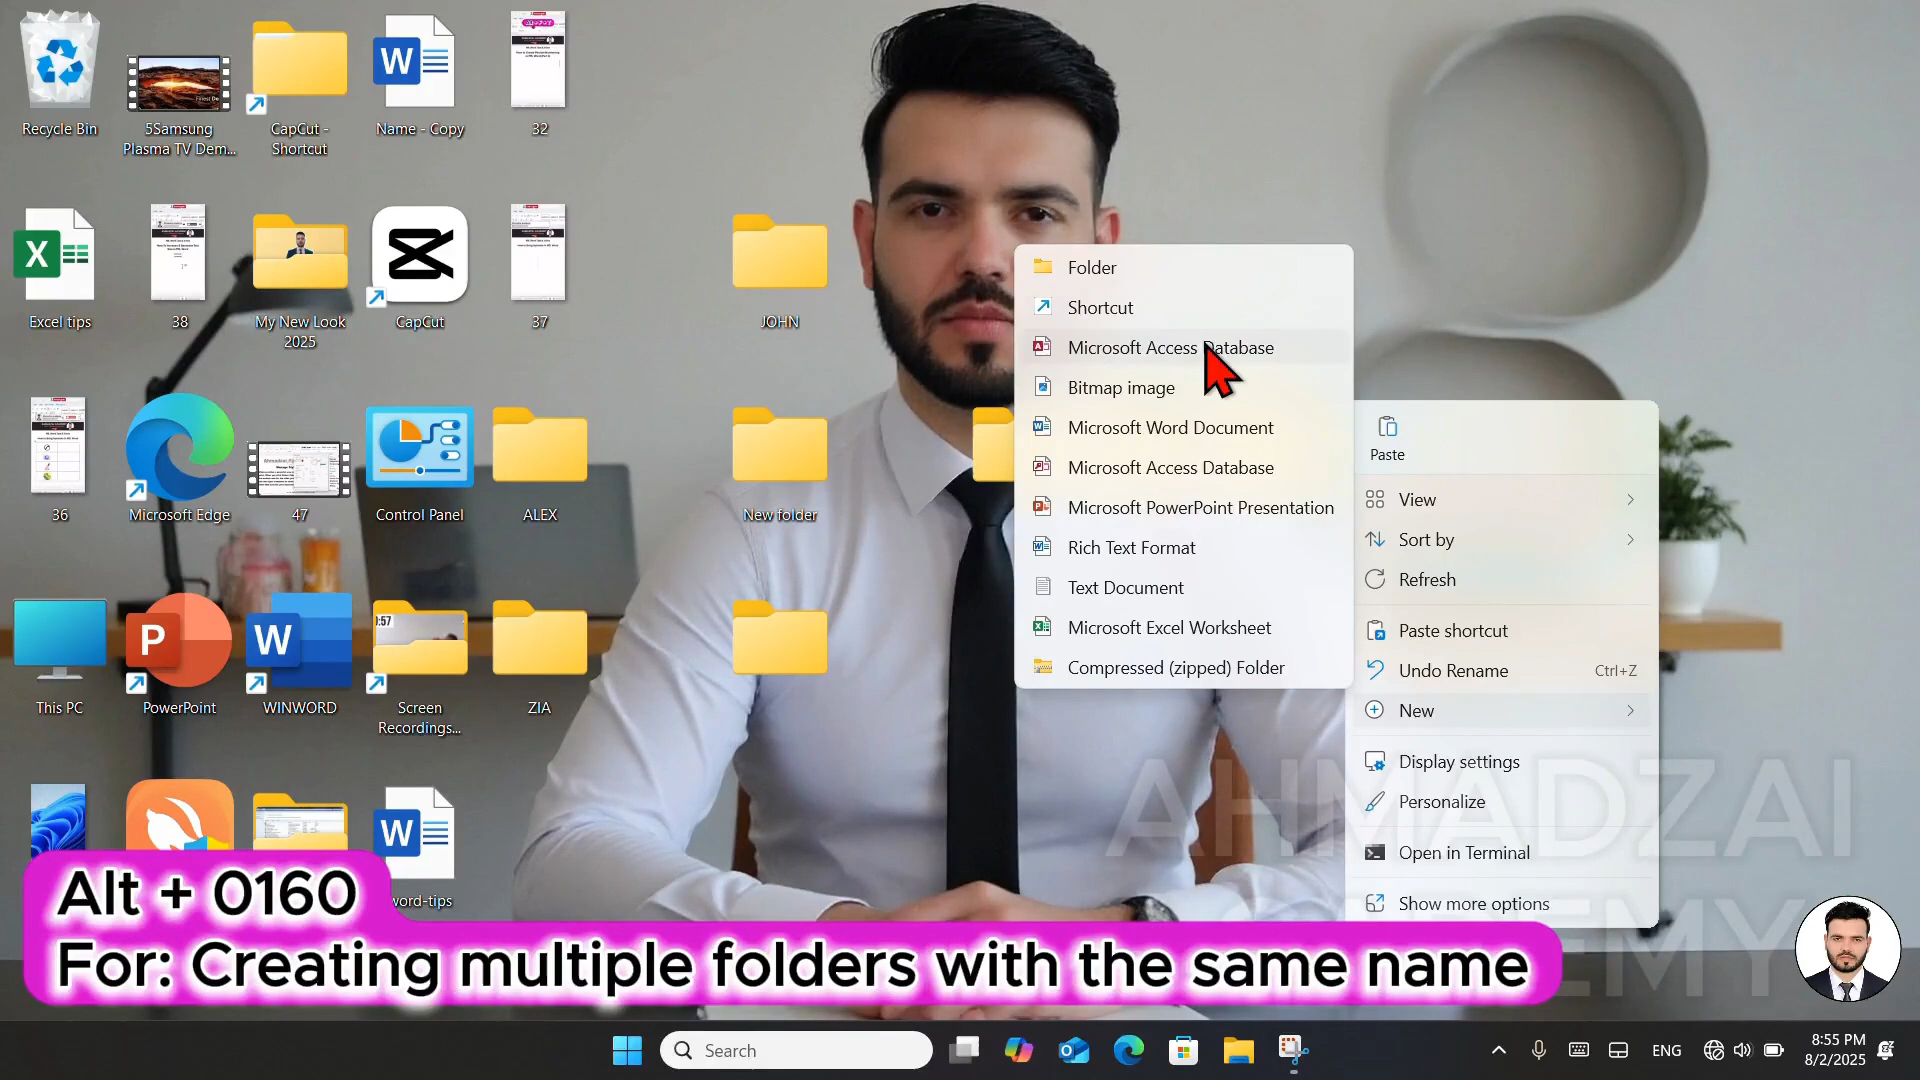 Recycle Bin
5Samsung
Plasma TV Dem...
CapCut -
Shortcut
Name - Copy
32
Excel tips
38
My New Look
2025
CapCut
37
JOHN
36
Microsoft Edge
47
Control Panel
ALEX
New folder
This PC
PowerPoint
WINWORD
Screen
Recordings...
ZIA
word-tips
Folder
Shortcut
Microsoft Access Database
Bitmap image
Microsoft Word Document
Microsoft Access Database
Microsoft PowerPoint Presentation
Rich Text Format
Text Document
Microsoft Excel Worksheet
Compressed (zipped) Folder
Paste
View
Sort by
Refresh
Paste shortcut
Undo Rename Ctrl+Z
New
Display settings
Personalize
Open in Terminal
Show more options
AHMADZAI
Alt + 0160
For: Creating multiple folders with the same name
Search
ENG
8:55 PM
8/2/2025